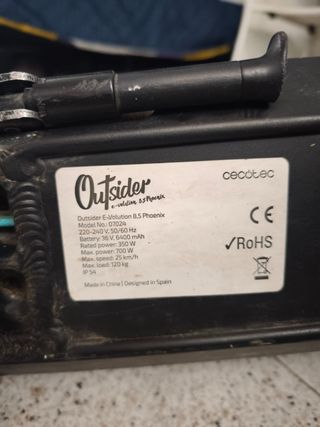 Outsider
e-volution 8.5 Phoenix
cecotec
Outsider E-Volution 8,5 Phoenix
Model No.: 07024
220-240 V, 50/60 Hz
Battery: 36 V, 6400 mAh
Rated power: 350 W
Max. power: 700 W
Max. speed: 25 km/h
Max. load: 120 kg
IP 54
Made in China | Designed in Spain
CE
✓RoHS